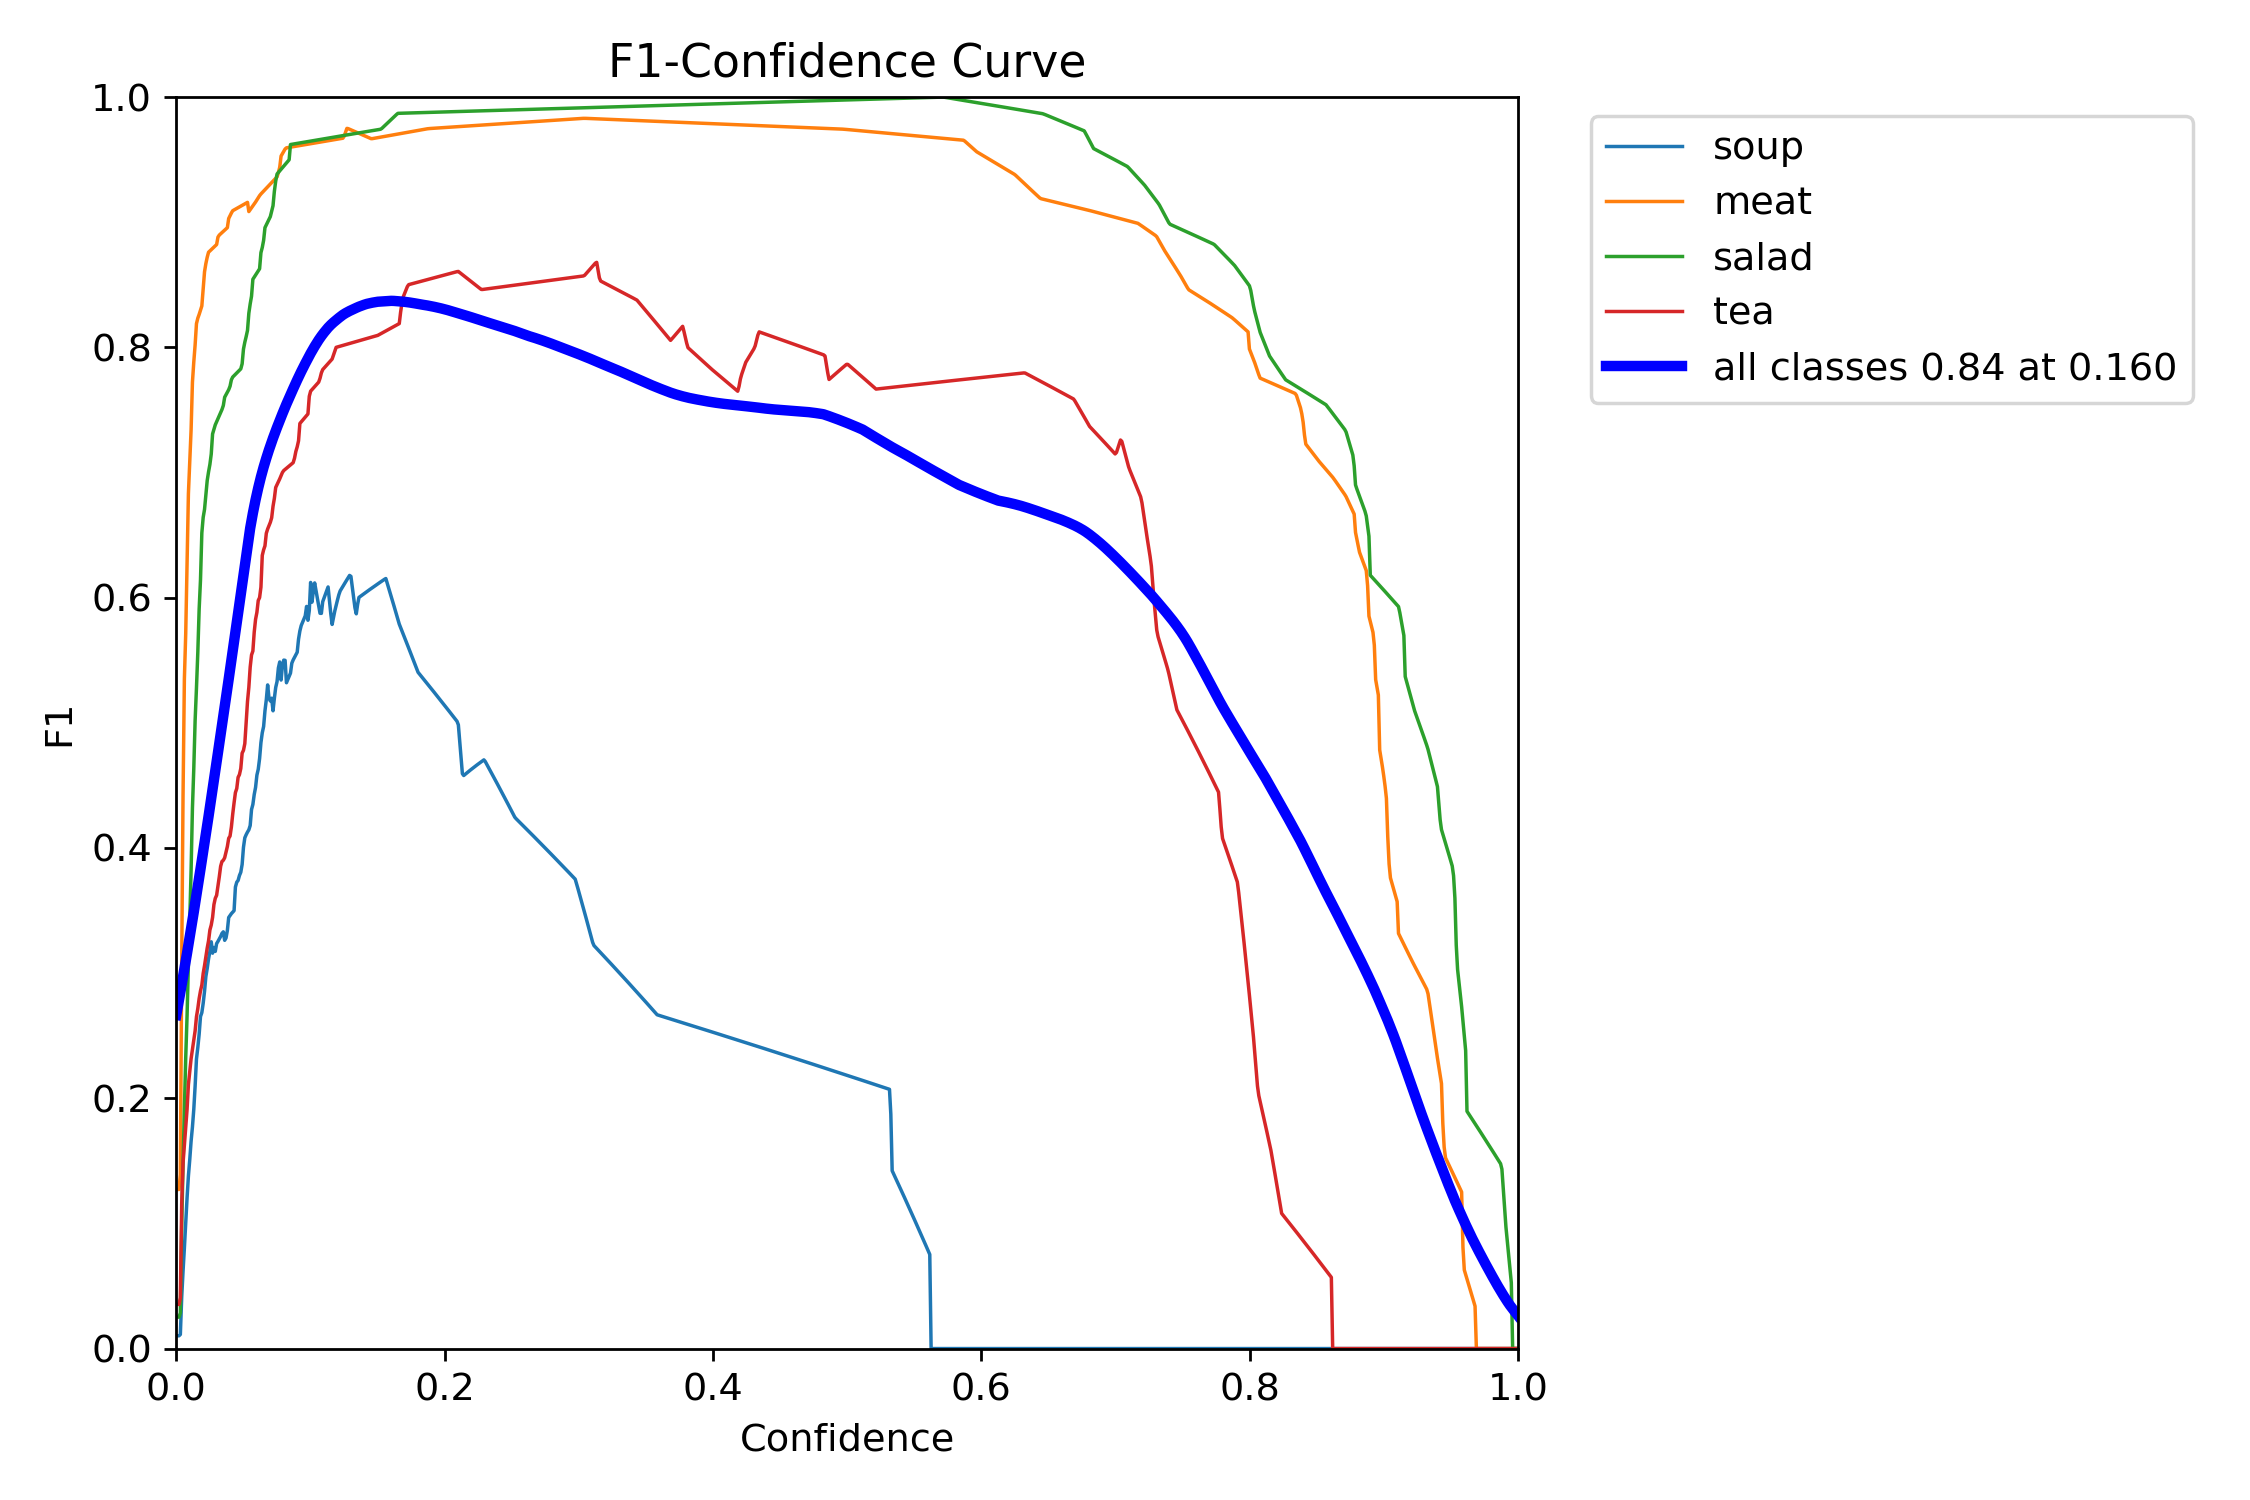 F1-Confidence Curve
1.0
0.8
0.6
0.4
0.2
0.0
F1
0.0 0.2 0.4 0.6 0.8 1.0
Confidence
soup
meat
salad
tea
all classes 0.84 at 0.160